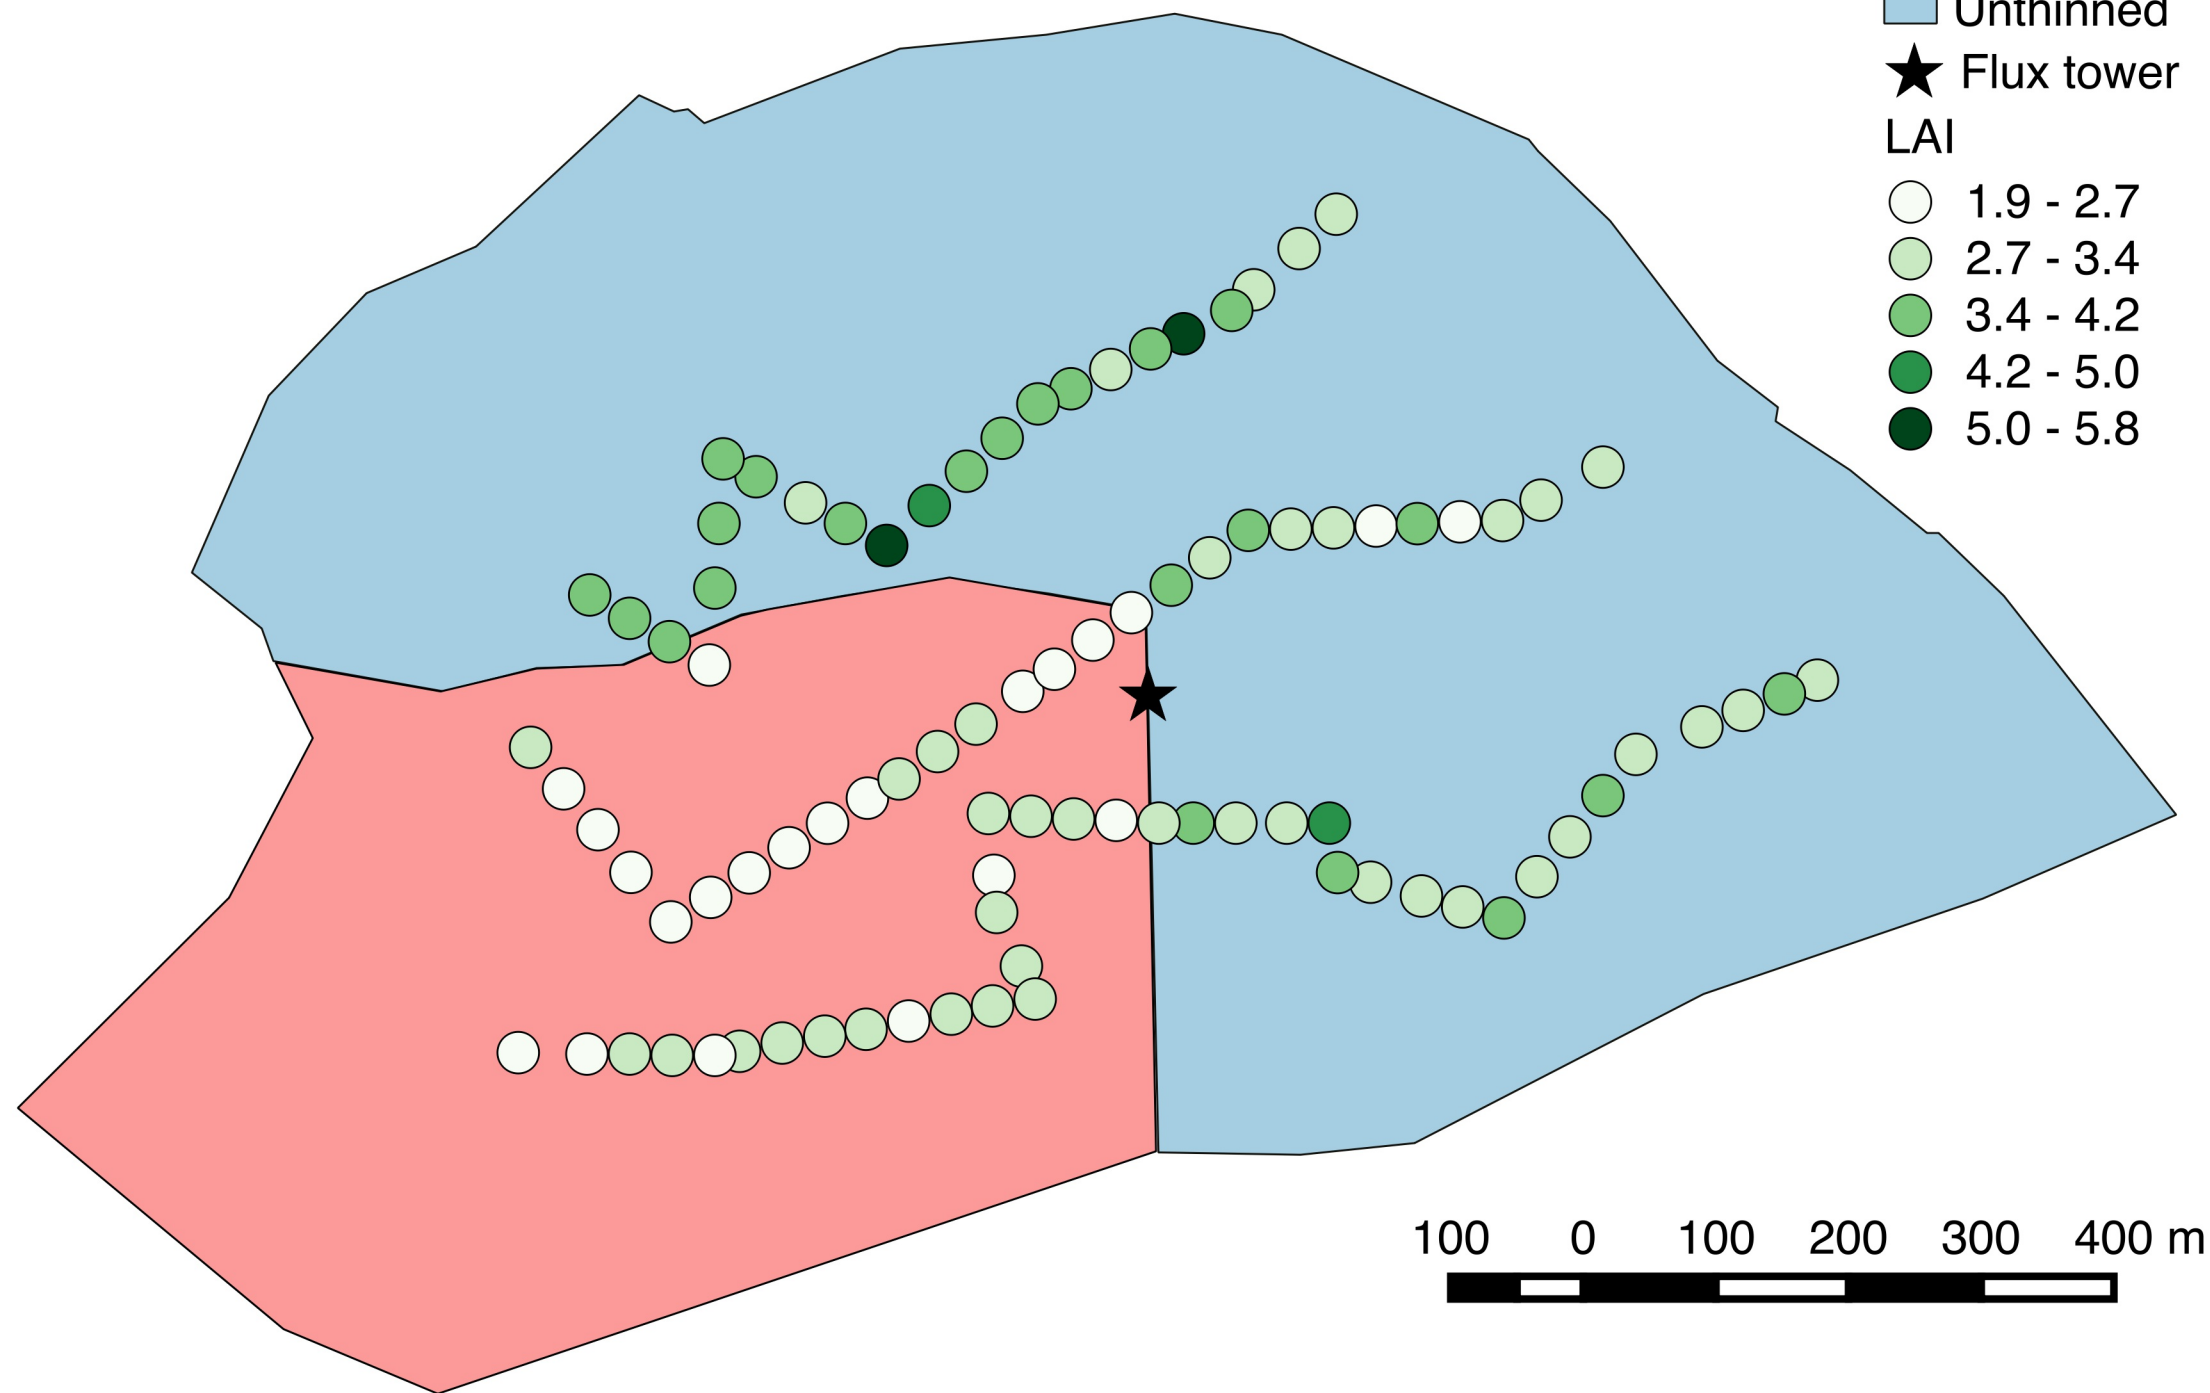 Unthinned
Flux tower
LAI
1.9 - 2.7
2.7 - 3.4
3.4 - 4.2
4.2 - 5.0
5.0 - 5.8
100 0 100 200 300 400 m